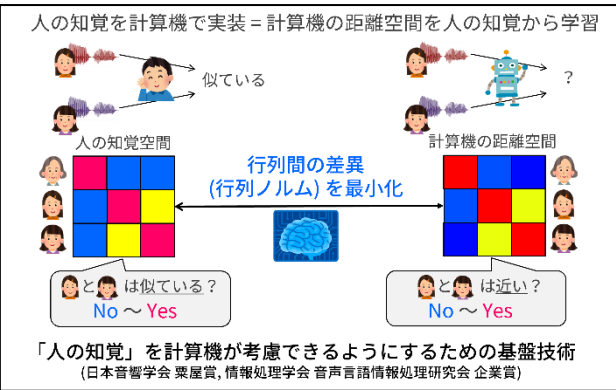 人の知覚を計算機で実装 = 計算機の距離空間を人の知覚から学習
似ている
?
人の知覚空間
計算機の距離空間
行列間の差異
(行列ノルム) を最小化
と は似ている ?
No ～ Yes
と は近い ?
No ～ Yes
「人の知覚」を計算機が考慮できるようにするための基盤技術
(日本音響学会 粟屋賞, 情報処理学会 音声言語情報処理研究会 企業賞)